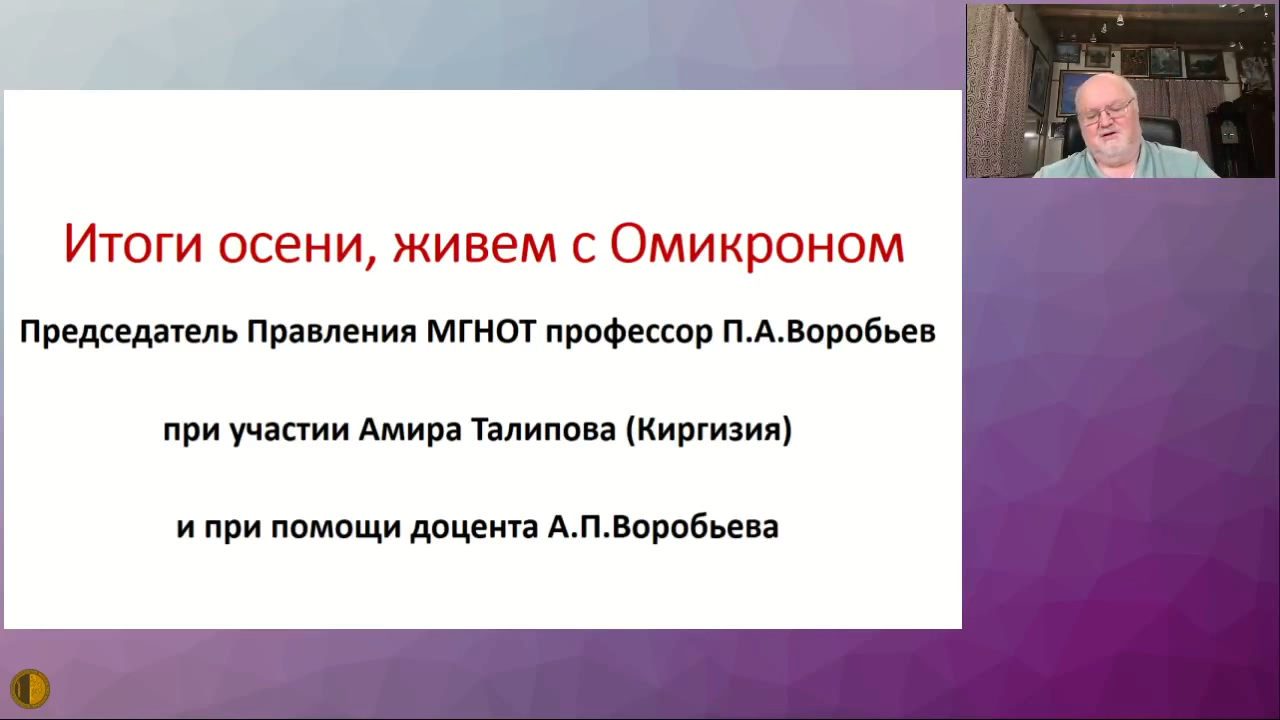 Итоги осени, живем с Омикроном
Председатель Правления МГНОТ профессор П.А.Воробьев
при участии Амира Талипова (Киргизия)
и при помощи доцента А.П.Воробьева